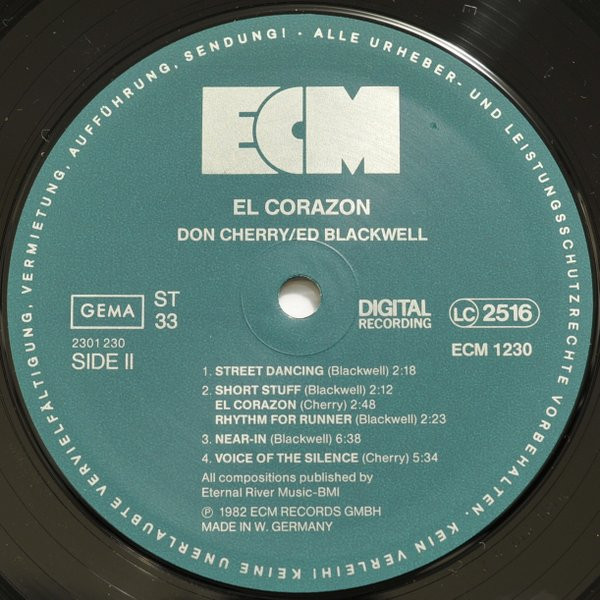 ALLE URHEBER- UND LEISTUNGSSCHUTZRECHTE VORBEHALTEN. KEIN VERLEIH! KEINE UNERLAUBTE VERVIELFÄLTIGUNG, VERMIETUNG, AUFFÜHRUNG, SENDUNG! ·
ECM
EL CORAZON
DON CHERRY/ED BLACKWELL
GEMA
ST
33
DIGITAL
RECORDING
LC 2516
2301 230
SIDE II
ECM 1230
1. STREET DANCING (Blackwell) 2:18
2. SHORT STUFF (Blackwell) 2:12
EL CORAZON (Cherry) 2:48
RHYTHM FOR RUNNER (Blackwell) 2:23
3. NEAR-IN (Blackwell) 6:38
4. VOICE OF THE SILENCE (Cherry) 5:34
All compositions published by
Eternal River Music-BMI
℗ 1982 ECM RECORDS GMBH
MADE IN W. GERMANY